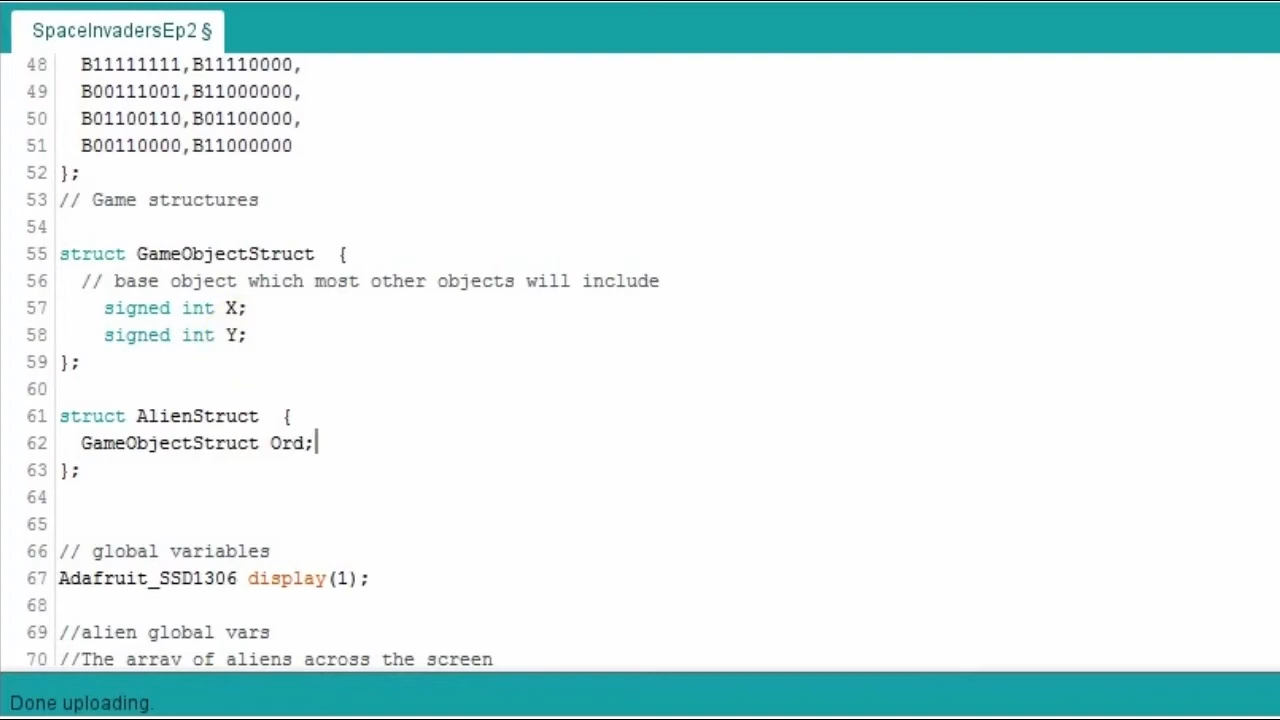 SpaceInvadersEp2 §
48 B11111111,B11110000,
49 B00111001,B11000000,
50 B01100110,B01100000,
51 B00110000,B11000000
52 };
53 // Game structures
54
55 struct GameObjectStruct  {
56 // base object which most other objects will include
57 signed int X;
58 signed int Y;
59 };
60
61 struct AlienStruct  {
62 GameObjectStruct Ord;
63 };
64
65
66 // global variables
67 Adafruit_SSD1306 display(1);
68
69 //alien global vars
70 //The array of aliens across the screen
Done uploading.